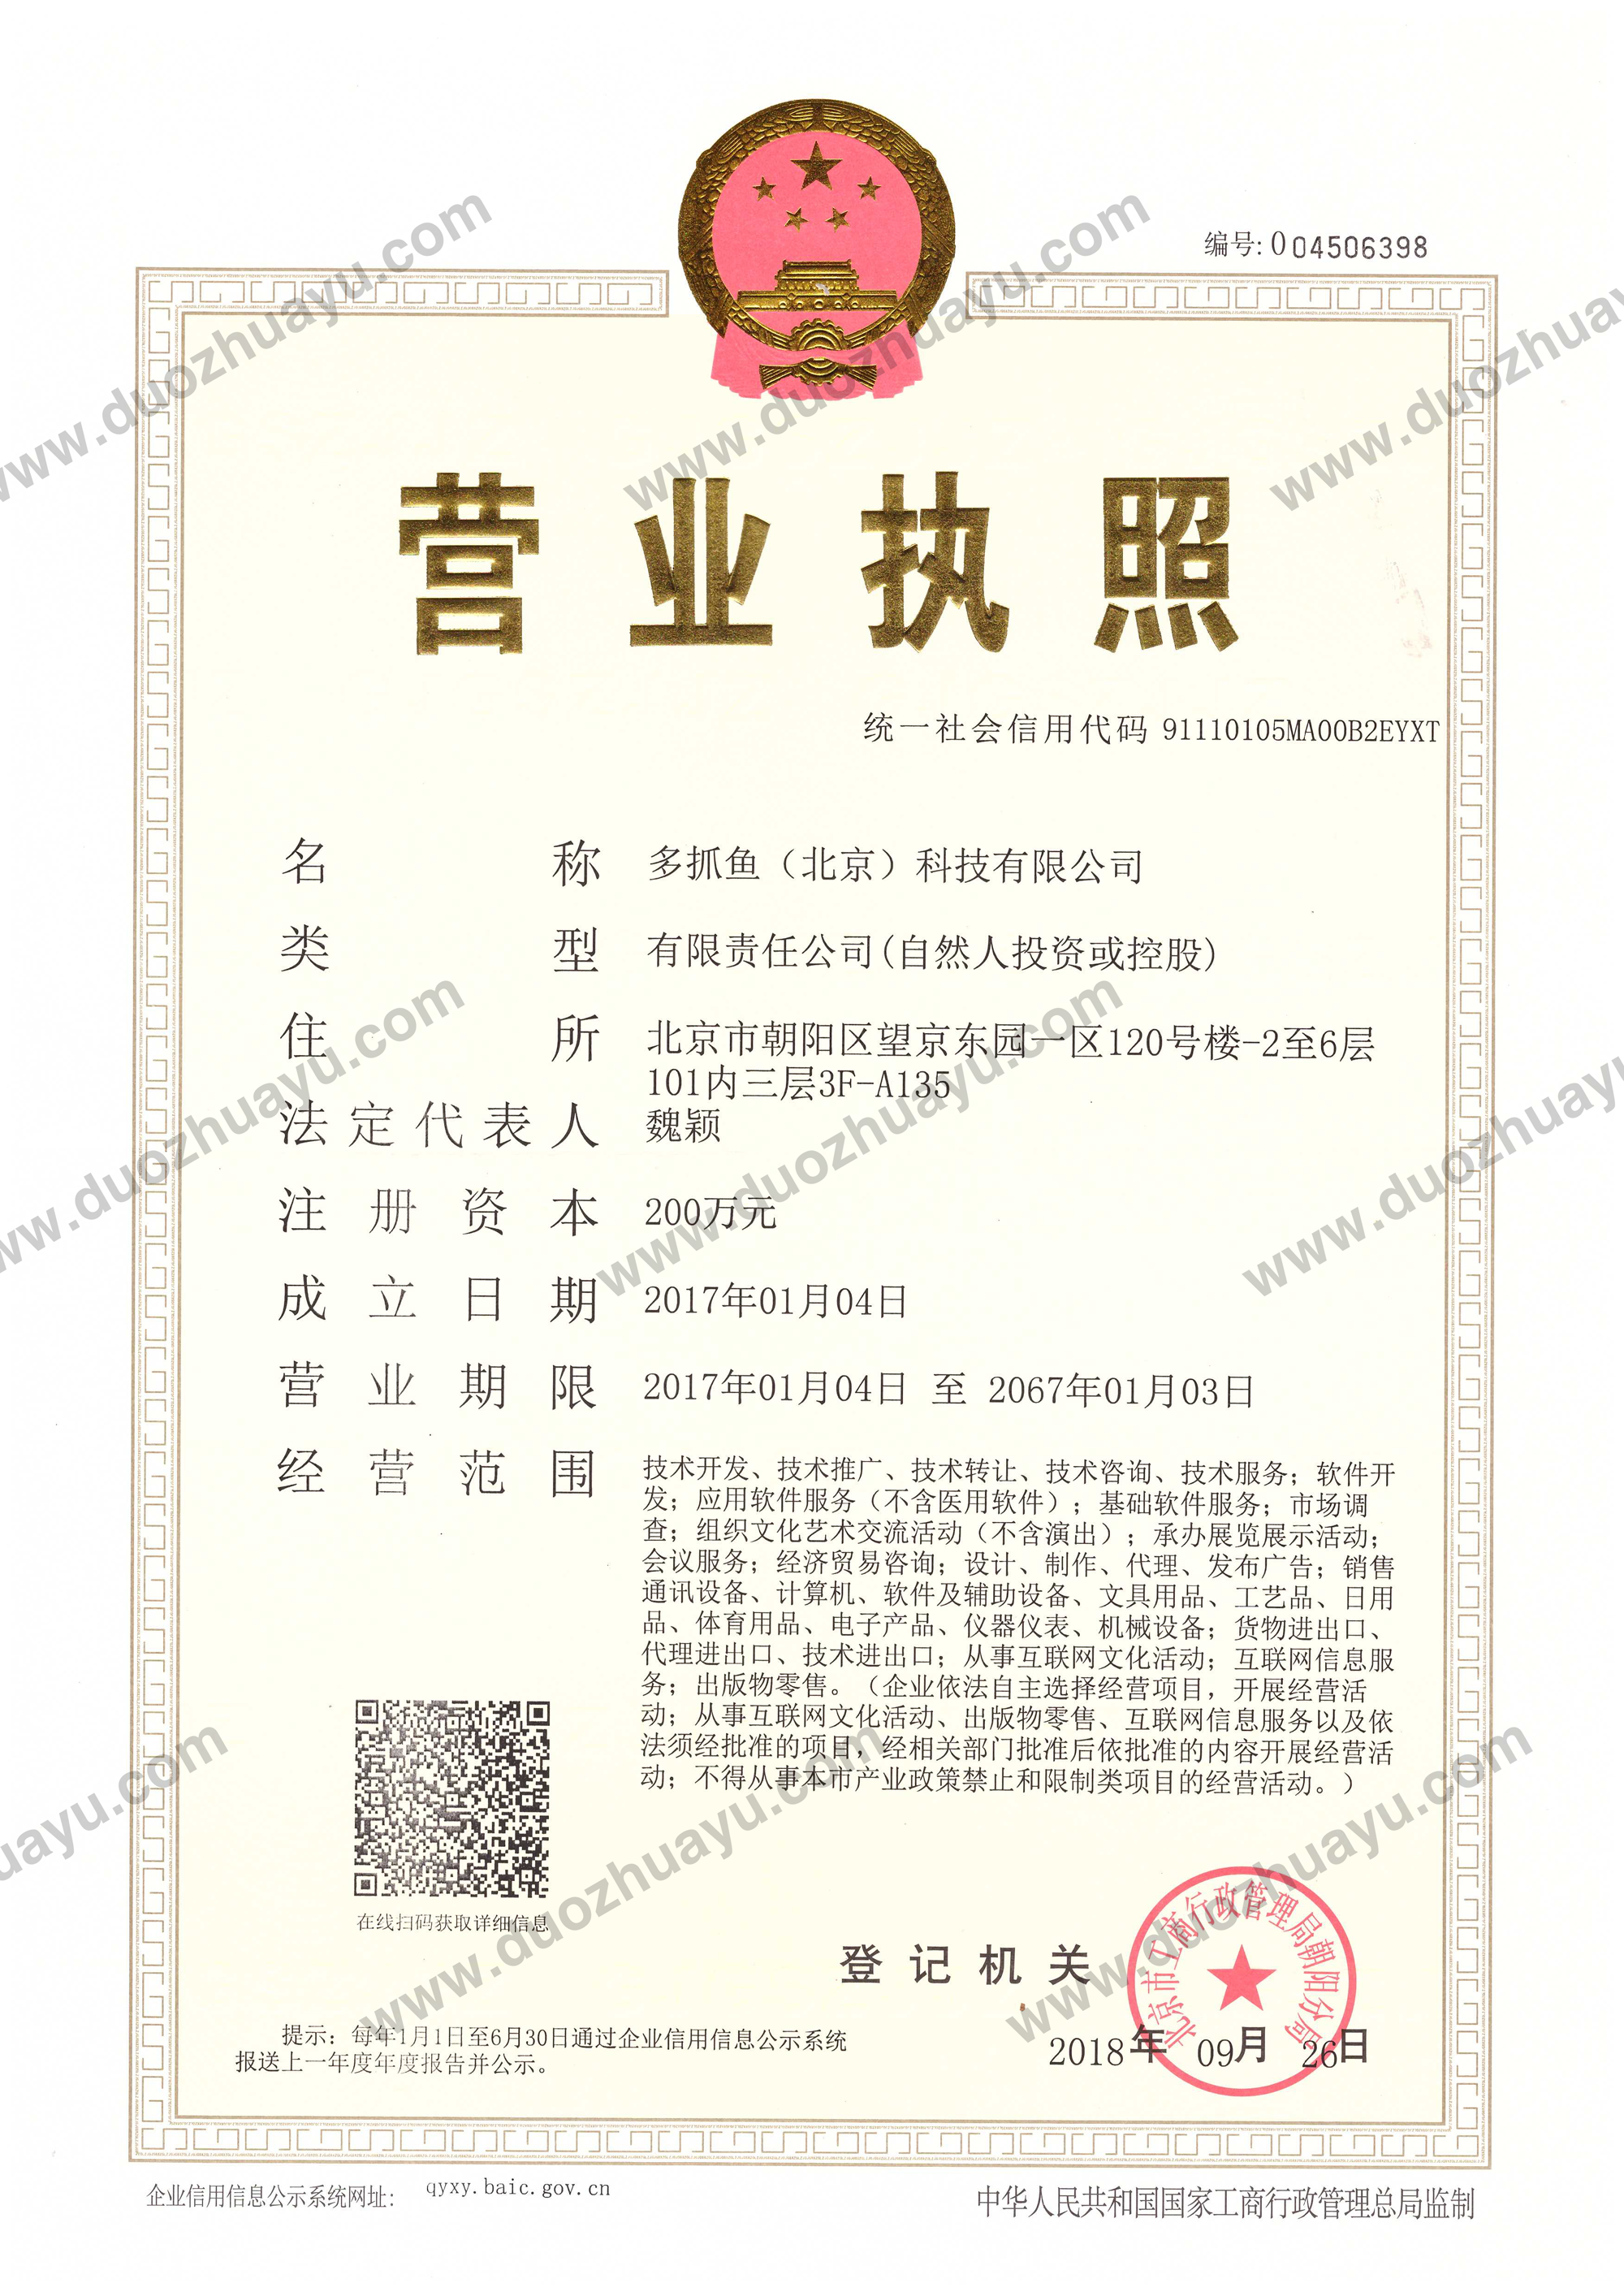 编号: 004506398
营业执照
统一社会信用代码 91110105MA00B2EYXT
名称 多抓鱼（北京）科技有限公司
类型 有限责任公司(自然人投资或控股)
住所 北京市朝阳区望京东园一区120号楼-2至6层
101内三层3F-A135
法定代表人 魏颖
注册资本 200万元
成立日期 2017年01月04日
营业期限 2017年01月04日 至 2067年01月03日
经营范围 技术开发、技术推广、技术转让、技术咨询、技术服务；软件开
发；应用软件服务（不含医用软件）；基础软件服务；市场调
查；组织文化艺术交流活动（不含演出）；承办展览展示活动；
会议服务；经济贸易咨询；设计、制作、代理、发布广告；销售
通讯设备、计算机、软件及辅助设备、文具用品、工艺品、日用
品、体育用品、电子产品、仪器仪表、机械设备；货物进出口、
代理进出口、技术进出口；从事互联网文化活动；互联网信息服
务；出版物零售。（企业依法自主选择经营项目，开展经营活
动；从事互联网文化活动、出版物零售、互联网信息服务以及依
法须经批准的项目，经相关部门批准后依批准的内容开展经营活
动；不得从事本市产业政策禁止和限制类项目的经营活动。）
在线扫码获取详细信息
登记机关
北京市工商行政管理局朝阳分局
2018年 09月 26日
提示：每年1月1日至6月30日通过企业信用信息公示系统
报送上一年度年度报告并公示。
企业信用信息公示系统网址： qyxy.baic.gov.cn
中华人民共和国国家工商行政管理总局监制
www.duozhuayu.com
www.duozhuayu.com
www.duozhuayu.com
www.duozhuayu.com
www.duozhuayu.com
www.duozhuayu.com
www.duozhuayu.com
www.duozhuayu.com